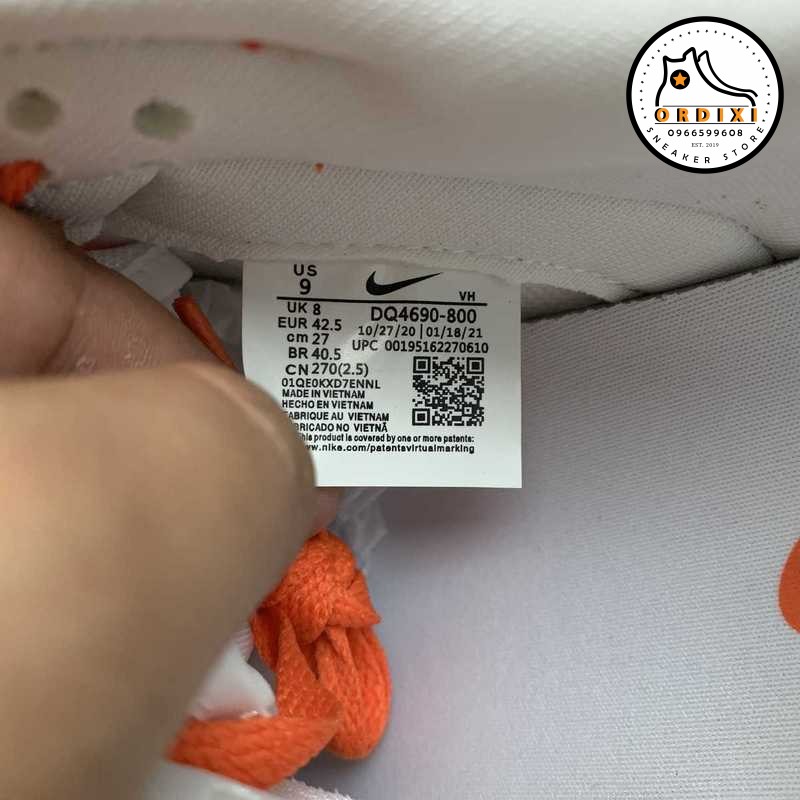 ORDIXI
0966599608
EST. 2019
SNEAKER STORE
US
9
VH
UK 8
DQ4690-800
EUR 42.5
10/27/20 | 01/18/21
cm 27
UPC 00195162270610
BR 40.5
CN 270(2.5)
01QE0KXD7ENNL
MADE IN VIETNAM
HECHO EN VIETNAM
FABRIQUE AU VIETNAM
FABRICADO NO VIETNÃ
This product is covered by one or more patents:
www.nike.com/patentsvirtualmarking